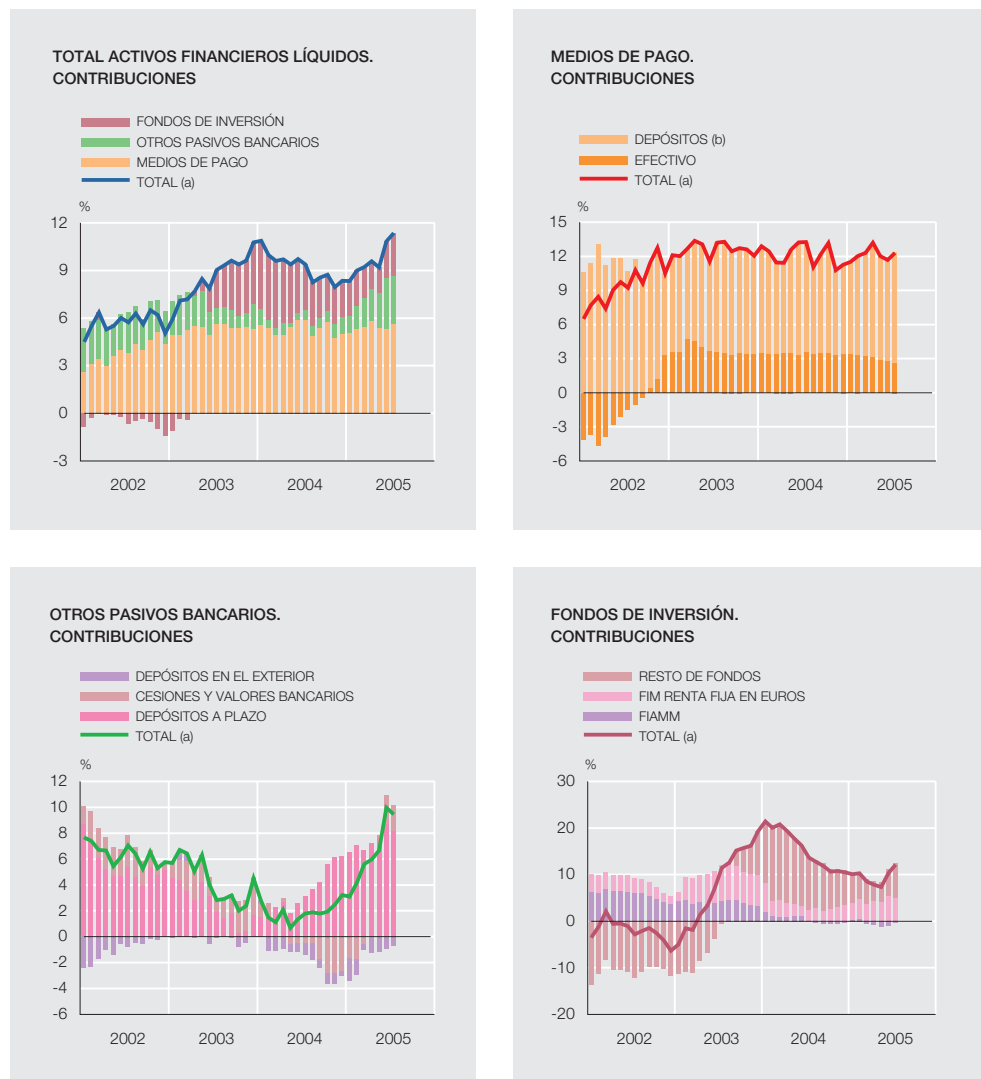 TOTAL ACTIVOS FINANCIEROS LÍQUIDOS.
CONTRIBUCIONES
FONDOS DE INVERSIÓN
OTROS PASIVOS BANCARIOS
MEDIOS DE PAGO
TOTAL (a)
%
12
9
6
3
0
-3
2002 2003 2004 2005
MEDIOS DE PAGO.
CONTRIBUCIONES
DEPÓSITOS (b)
EFECTIVO
TOTAL (a)
%
15
12
9
6
3
0
-3
-6
2002 2003 2004 2005
OTROS PASIVOS BANCARIOS.
CONTRIBUCIONES
DEPÓSITOS EN EL EXTERIOR
CESIONES Y VALORES BANCARIOS
DEPÓSITOS A PLAZO
TOTAL (a)
%
12
10
8
6
4
2
0
-2
-4
-6
2002 2003 2004 2005
FONDOS DE INVERSIÓN.
CONTRIBUCIONES
RESTO DE FONDOS
FIM RENTA FIJA EN EUROS
FIAMM
TOTAL (a)
%
30
20
10
0
-10
-20
2002 2003 2004 2005